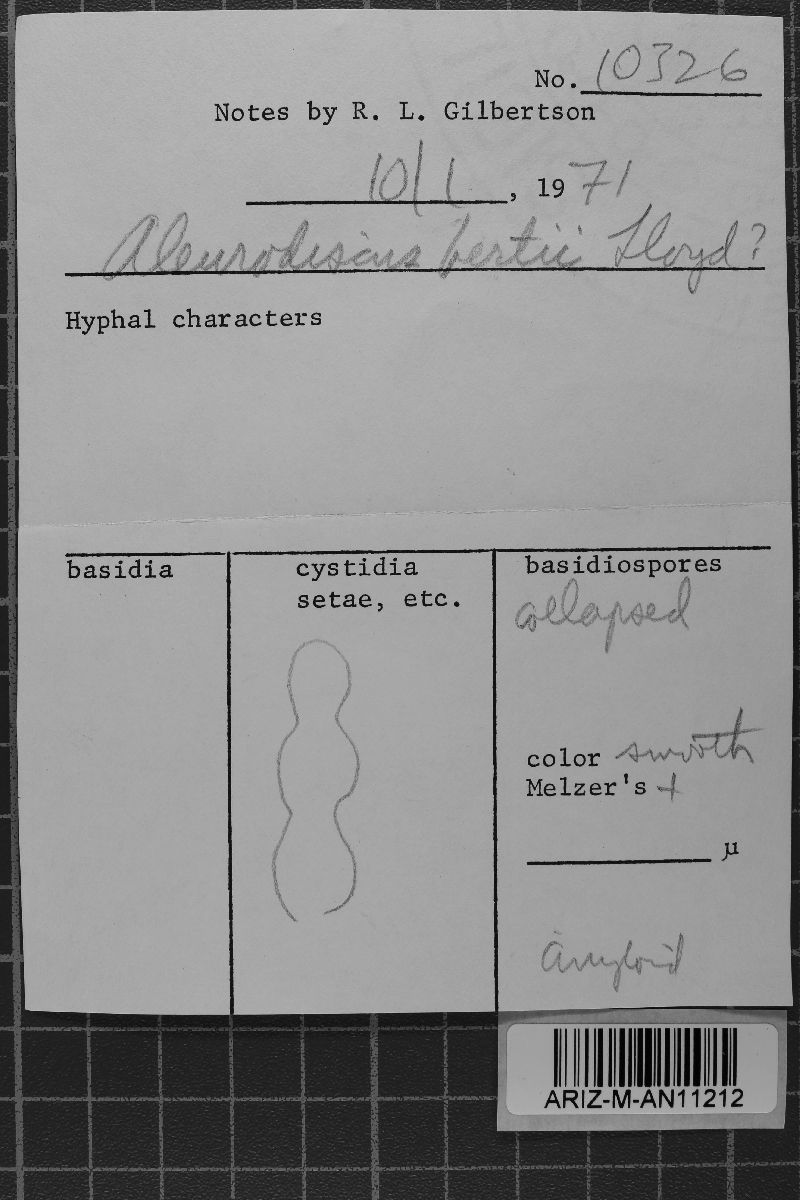 No. 10326
Notes by R. L. Gilbertson
10/1, 1971
Aleurodiscus bertii Lloyd?
Hyphal characters
basidia
cystidia
setae, etc.
basidiospores
collapsed
color smooth
Melzer's +
µ
Amyloid
ARIZ-M-AN11212